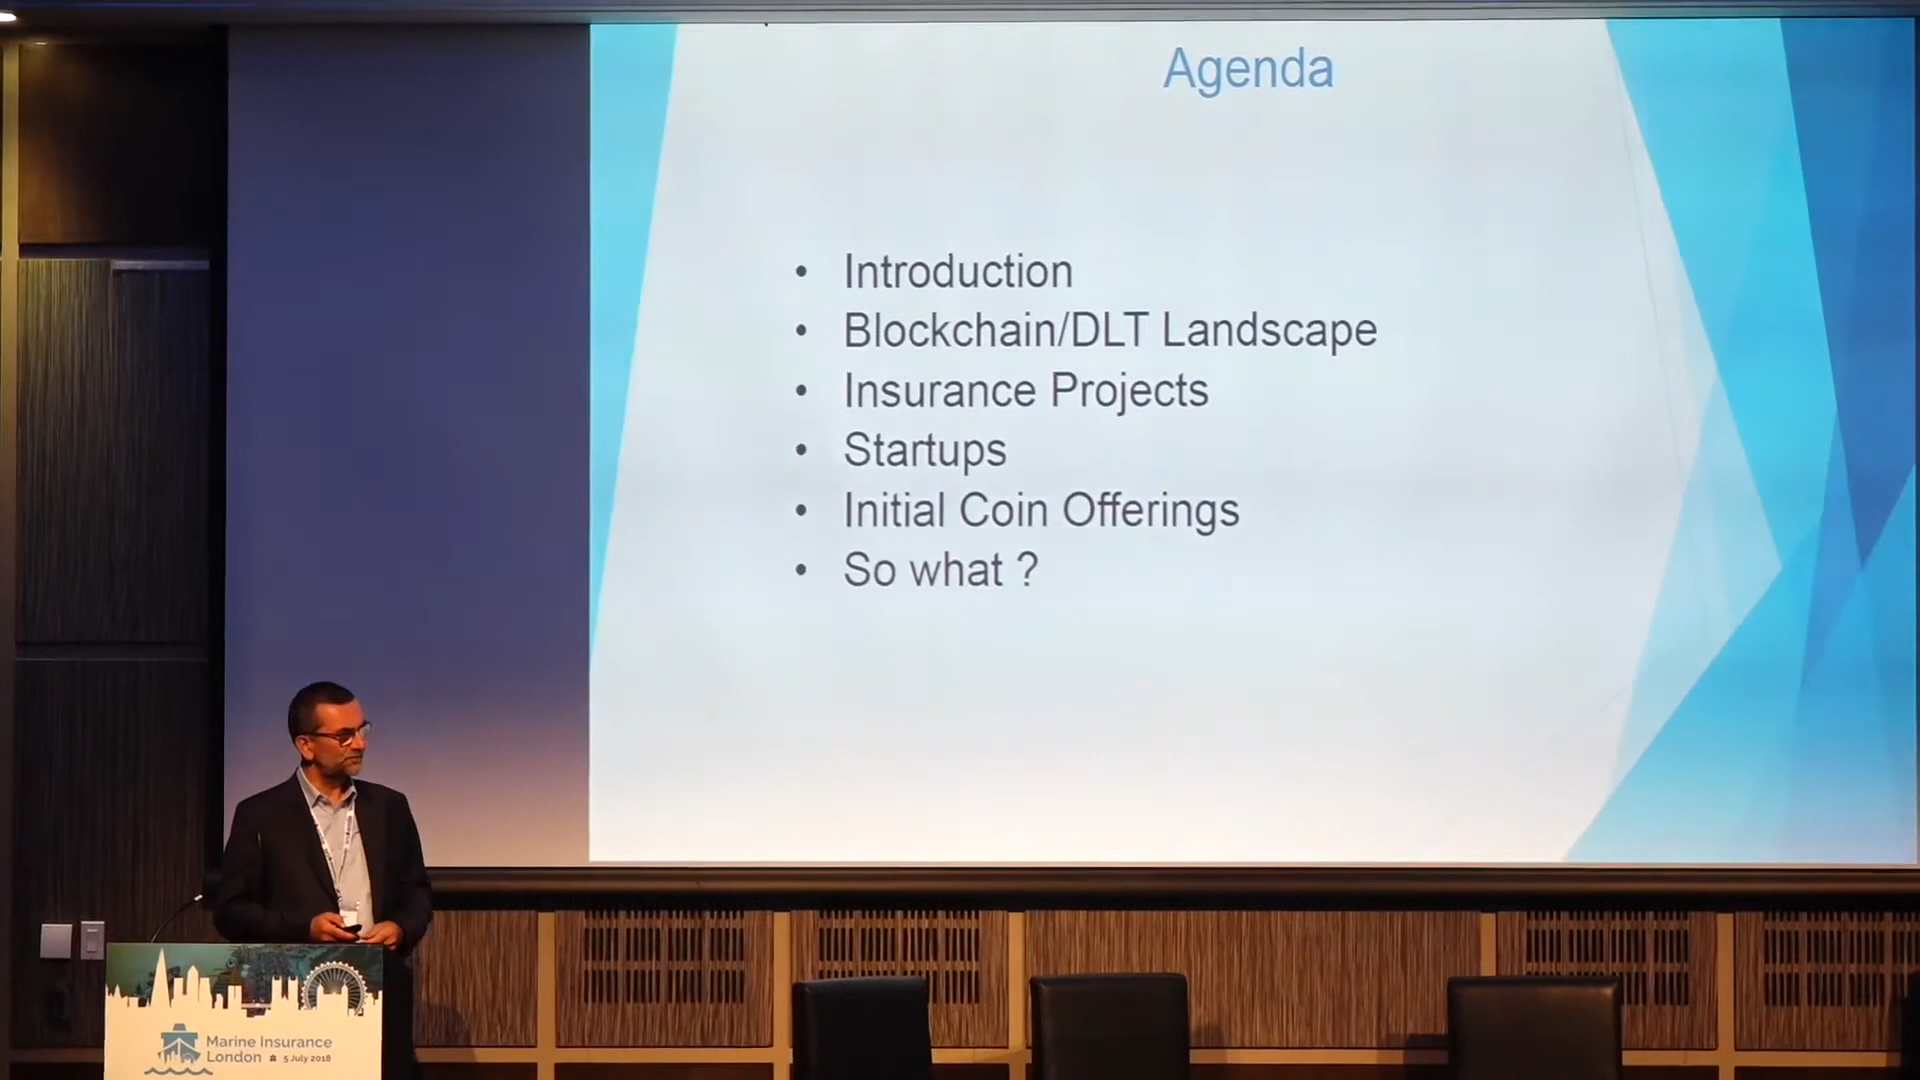 Agenda
• Introduction
• Blockchain/DLT Landscape
• Insurance Projects
• Startups
• Initial Coin Offerings
• So what ?
Marine Insurance
London 5 July 2018